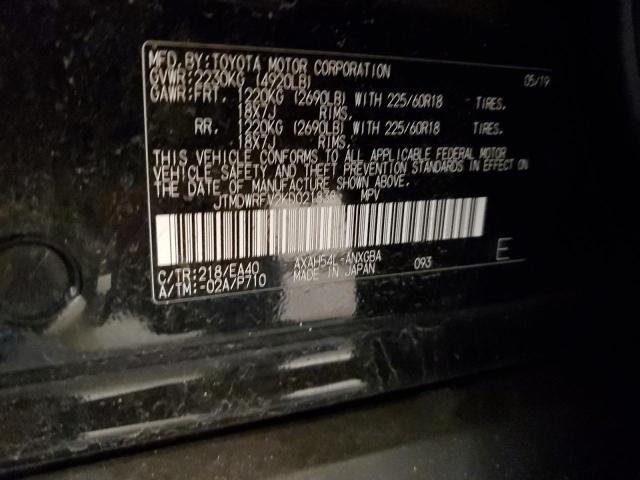 MFD.BY:TOYOTA MOTOR CORPORATION 05/19
GVWR:2230KG (4920LB)
GAWR:FRT. 1220KG (2690LB) WITH 225/60R18 TIRES,
18X7J RIMS,
RR. 1220KG (2690LB) WITH 225/60R18 TIRES,
18X7J RIMS,
THIS VEHICLE CONFORMS TO ALL APPLICABLE FEDERAL MOTOR
VEHICLE SAFETY AND THEFT PREVENTION STANDARDS IN EFFECT ON
THE DATE OF MANUFACTURE SHOWN ABOVE.
MPV
C/TR:218/EA40 AXAH54L-ANXGBA 093 E
A/TM:-02A/P710 MADE IN JAPAN